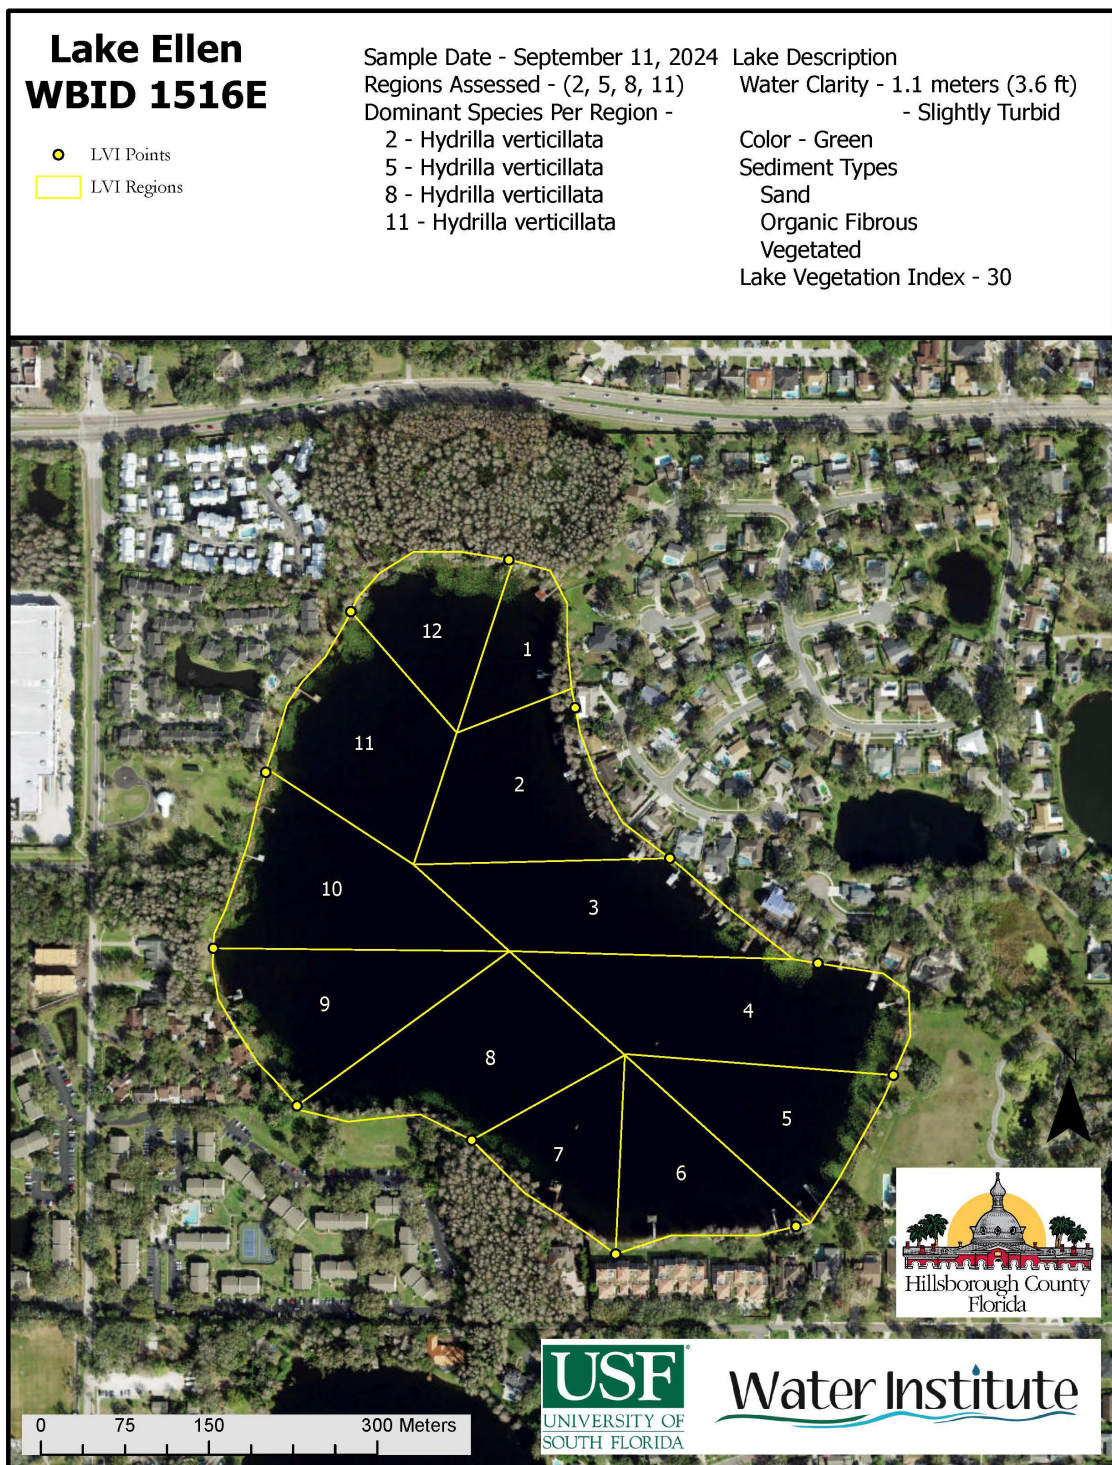 Lake Ellen
WBID 1516E
LVI Points
LVI Regions
Sample Date - September 11, 2024
Regions Assessed - (2, 5, 8, 11)
Dominant Species Per Region -
2 - Hydrilla verticillata
5 - Hydrilla verticillata
8 - Hydrilla verticillata
11 - Hydrilla verticillata
Lake Description
Water Clarity - 1.1 meters (3.6 ft)
- Slightly Turbid
Color - Green
Sediment Types
Sand
Organic Fibrous
Vegetated
Lake Vegetation Index - 30
12
1
11
2
10
3
9
4
8
5
7
6
N
Hillsborough County
Florida
USF
UNIVERSITY OF
SOUTH FLORIDA
Water Institute
0 75 150 300 Meters